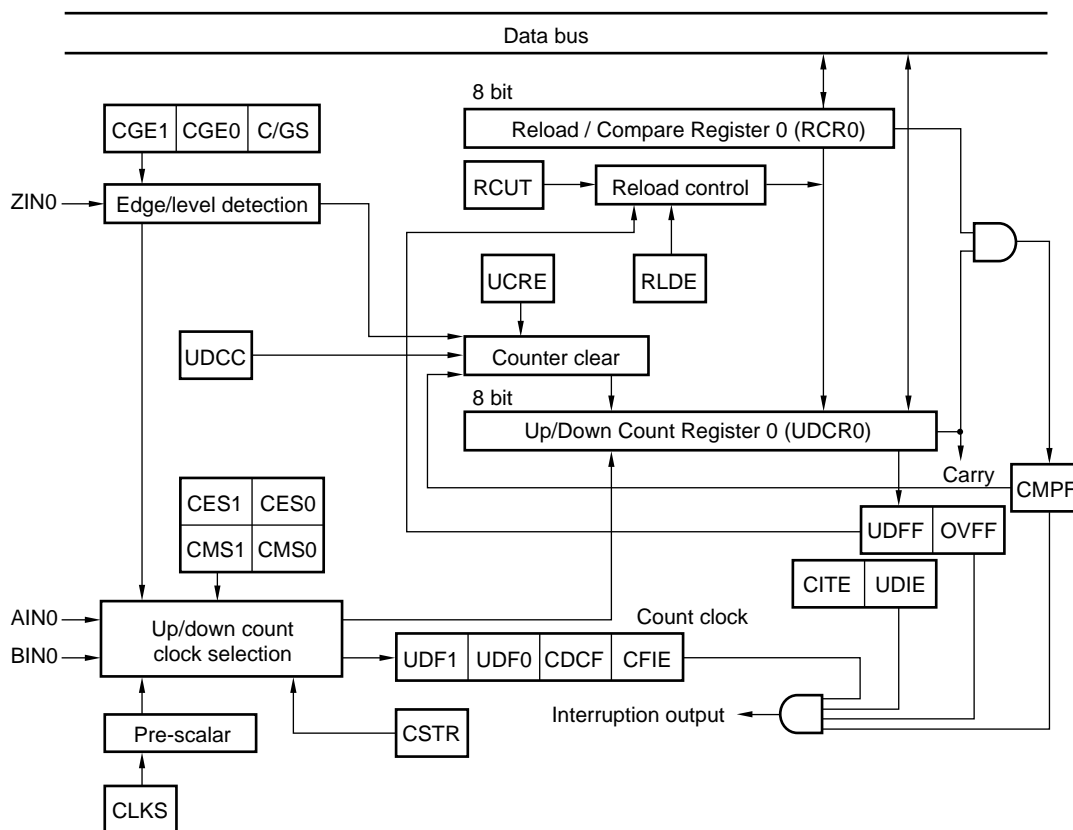 Data bus
8 bit
CGE1 CGE0 C/GS
Reload / Compare Register 0 (RCR0)
RCUT
Reload control
ZIN0
Edge/level detection
UCRE
RLDE
UDCC
Counter clear
8 bit
Up/Down Count Register 0 (UDCR0)
Carry
CMPF
CES1 CES0
CMS1 CMS0
UDFF OVFF
CITE UDIE
AIN0
BIN0
Up/down count
clock selection
Count clock
UDF1 UDF0 CDCF CFIE
Interruption output
Pre-scalar
CSTR
CLKS